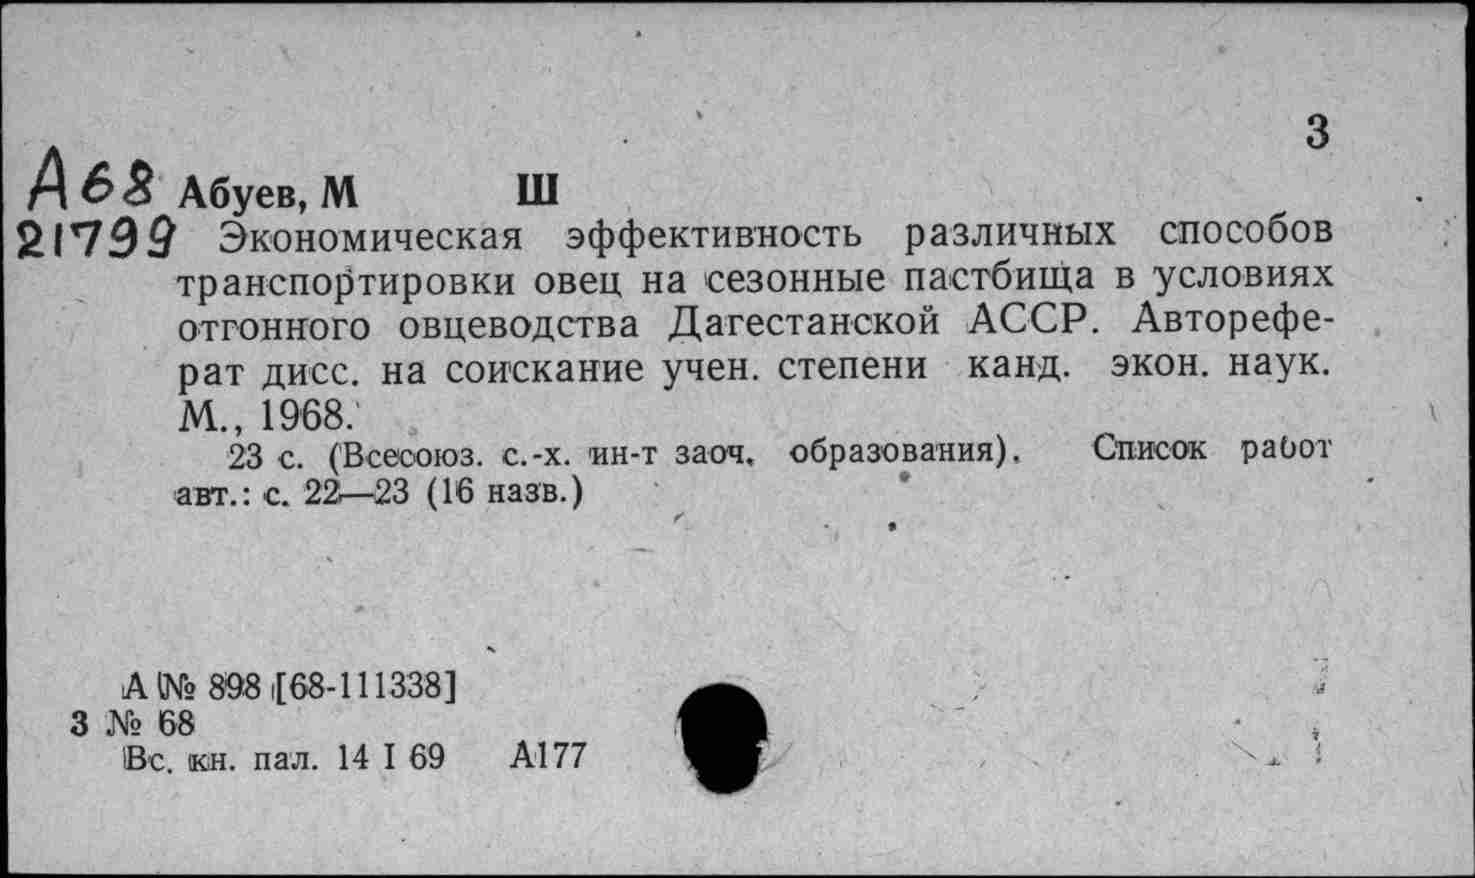 3
А68 Абуев, М Ш
21799 Экономическая эффективность различных способов
транспортировки овец на сезонные пастбища в условиях
отгонного овцеводства Дагестанской АССР. Авторефе-
рат дисс. на соискание учен. степени канд. экон. наук.
М., 1968.
23 с. (Всесоюз. с.-х. ин-т заоч. образования). Список работ
авт.: с. 22—23 (16 назв.)
А № 898 [68-111338]
З № 68
Вс. кн. пал. 14 I 69 А177